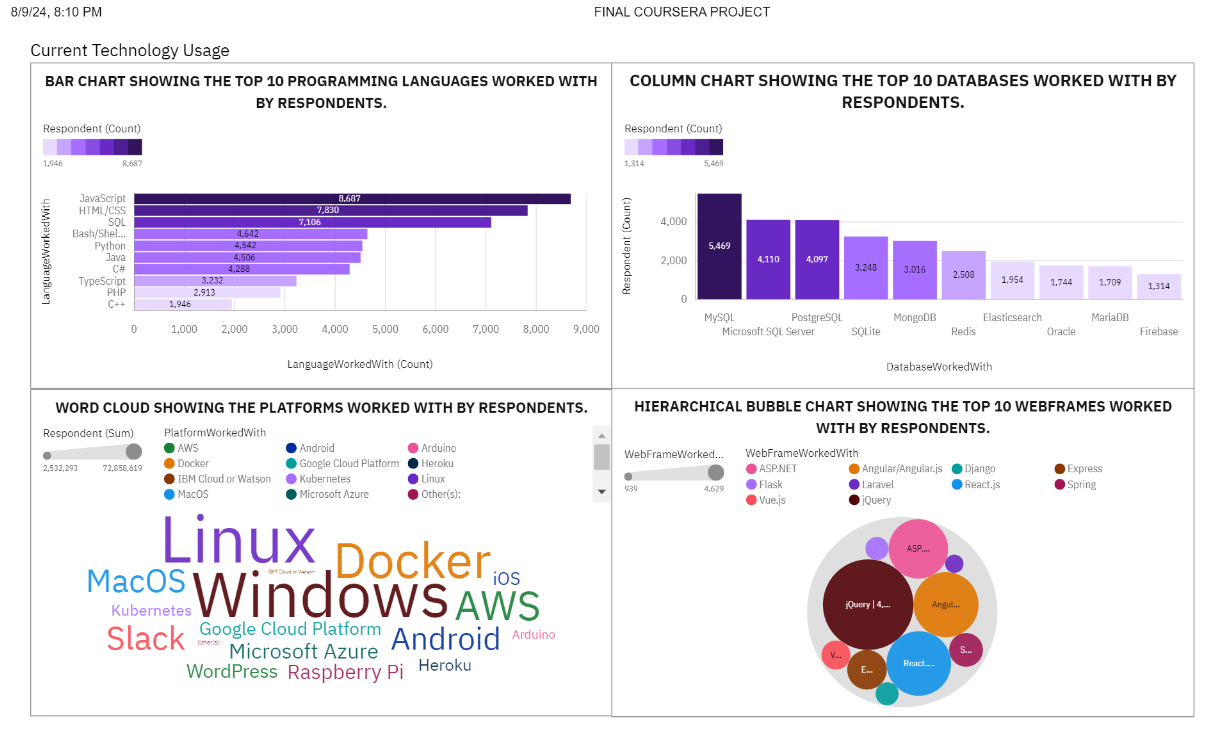 8/9/24, 8:10 PM
FINAL COURSERA PROJECT
Current Technology Usage
BAR CHART SHOWING THE TOP 10 PROGRAMMING LANGUAGES WORKED WITH
BY RESPONDENTS.
Respondent (Count)
1,946 8,687
LanguageWorkedWith
JavaScript 8,687
HTML/CSS 7,830
SQL 7,106
Bash/Shel... 4,642
Python 4,542
Java 4,506
C# 4,288
TypeScript 3,232
PHP 2,913
C++ 1,946
0 1,000 2,000 3,000 4,000 5,000 6,000 7,000 8,000 9,000
LanguageWorkedWith (Count)
COLUMN CHART SHOWING THE TOP 10 DATABASES WORKED WITH BY
RESPONDENTS.
Respondent (Count)
1,314 5,469
Respondent (Count)
4,000
2,000
0
5,469 4,110 4,097 3,248 3,016 2,508 1,954 1,744 1,709 1,314
MySQL PostgreSQL MongoDB Elasticsearch MariaDB
Microsoft SQL Server SQLite Redis Oracle Firebase
DatabaseWorkedWith
WORD CLOUD SHOWING THE PLATFORMS WORKED WITH BY RESPONDENTS.
Respondent (Sum)
2,532,293 72,858,619
PlatformWorkedWith
AWS Android Arduino
Docker Google Cloud Platform Heroku
IBM Cloud or Watson Kubernetes Linux
MacOS Microsoft Azure Other(s):
Linux
Docker
IBM Cloud or Watson
MacOS
Windows
iOS
Kubernetes
AWS
Slack
Google Cloud Platform
Android
Arduino
Other(s):
Microsoft Azure
Heroku
WordPress
Raspberry Pi
HIERARCHICAL BUBBLE CHART SHOWING THE TOP 10 WEBFRAMES WORKED
WITH BY RESPONDENTS.
WebFrameWorked...
939 4,629
WebFrameWorkedWith
ASP.NET Angular/Angular.js Django Express
Flask Laravel React.js Spring
Vue.js jQuery
ASP....
jQuery | 4,...
Angul...
V...
E...
React....
S...